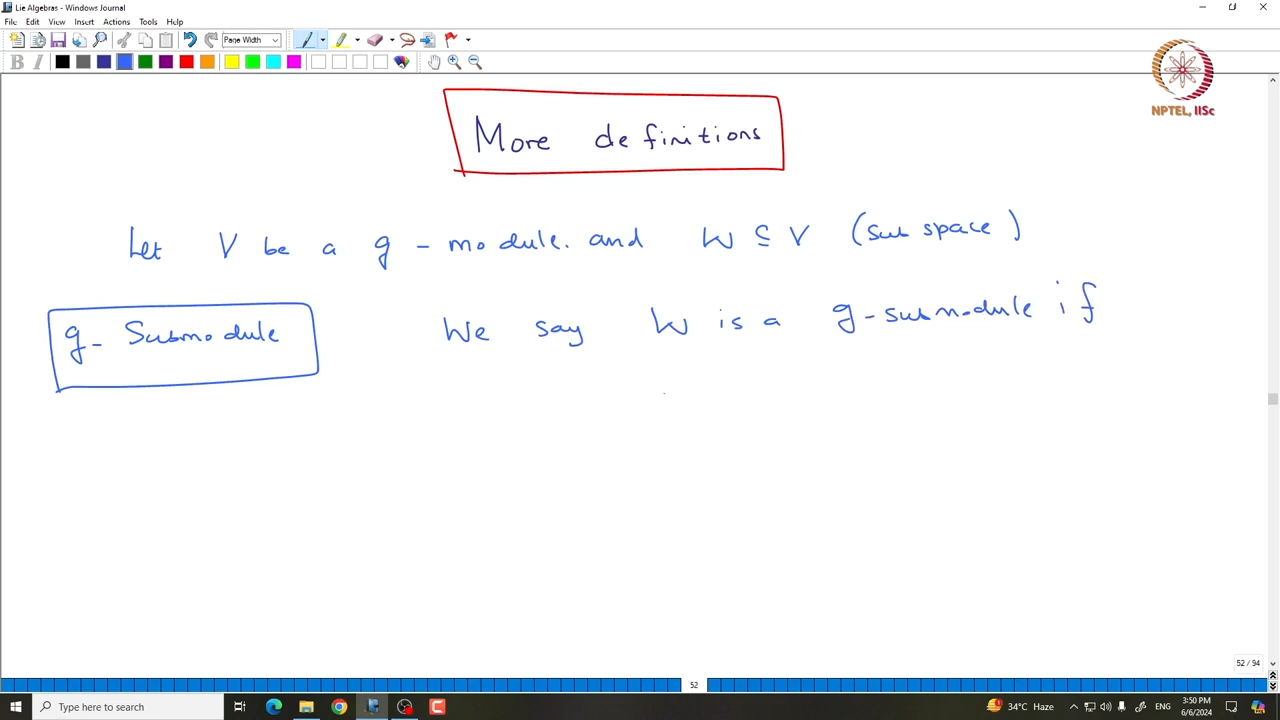 Lie Algebras - Windows Journal
File Edit View Insert Actions Tools Help
Page Width
B I
NPTEL, IISc
More definitions
Let V be a g - module. and W ⊆ V (sub space)
g - Submodule We say W is a g - submodule if
52 / 94
52
Type here to search
34°C Haze
3:50 PM
6/6/2024